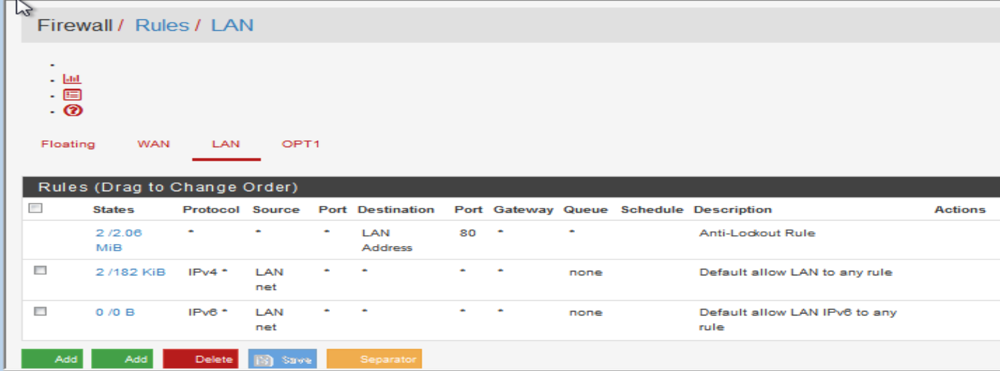 Firewall / Rules / LAN
Floating WAN LAN OPT1
Rules (Drag to Change Order)
States Protocol Source Port Destination Port Gateway Queue Schedule Description Actions
2 /2.06 MiB * * * LAN Address 80 * * Anti-Lockout Rule
2 /182 KiB IPv4 * LAN net * * * * none Default allow LAN to any rule
0 /0 B IPv6 * LAN net * * * * none Default allow LAN IPv6 to any rule
Add Add Delete Save Separator